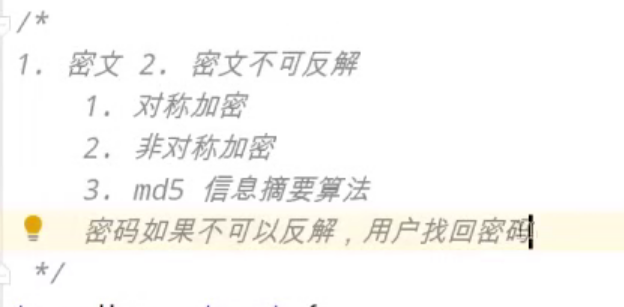 /*
1. 密文 2. 密文不可反解
1. 对称加密
2. 非对称加密
3. md5 信息摘要算法
密码如果不可以反解，用户找回密码
*/